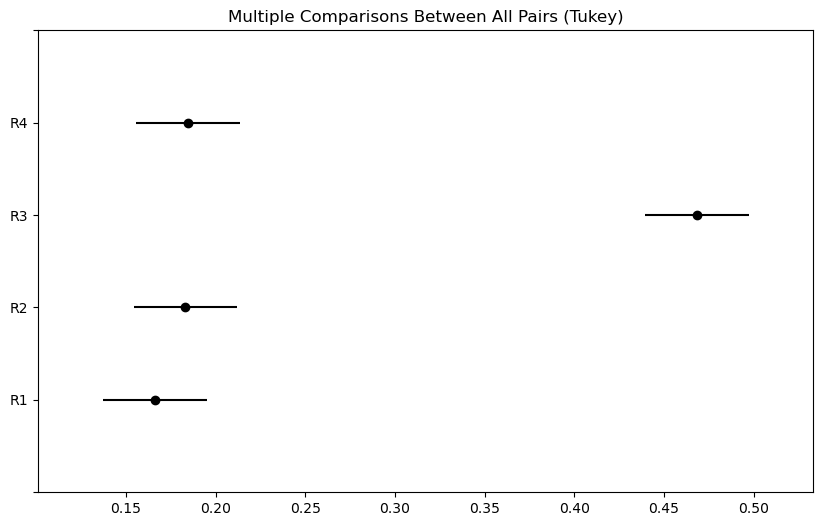 Multiple Comparisons Between All Pairs (Tukey)
R4
R3
R2
R1
0.15 0.20 0.25 0.30 0.35 0.40 0.45 0.50